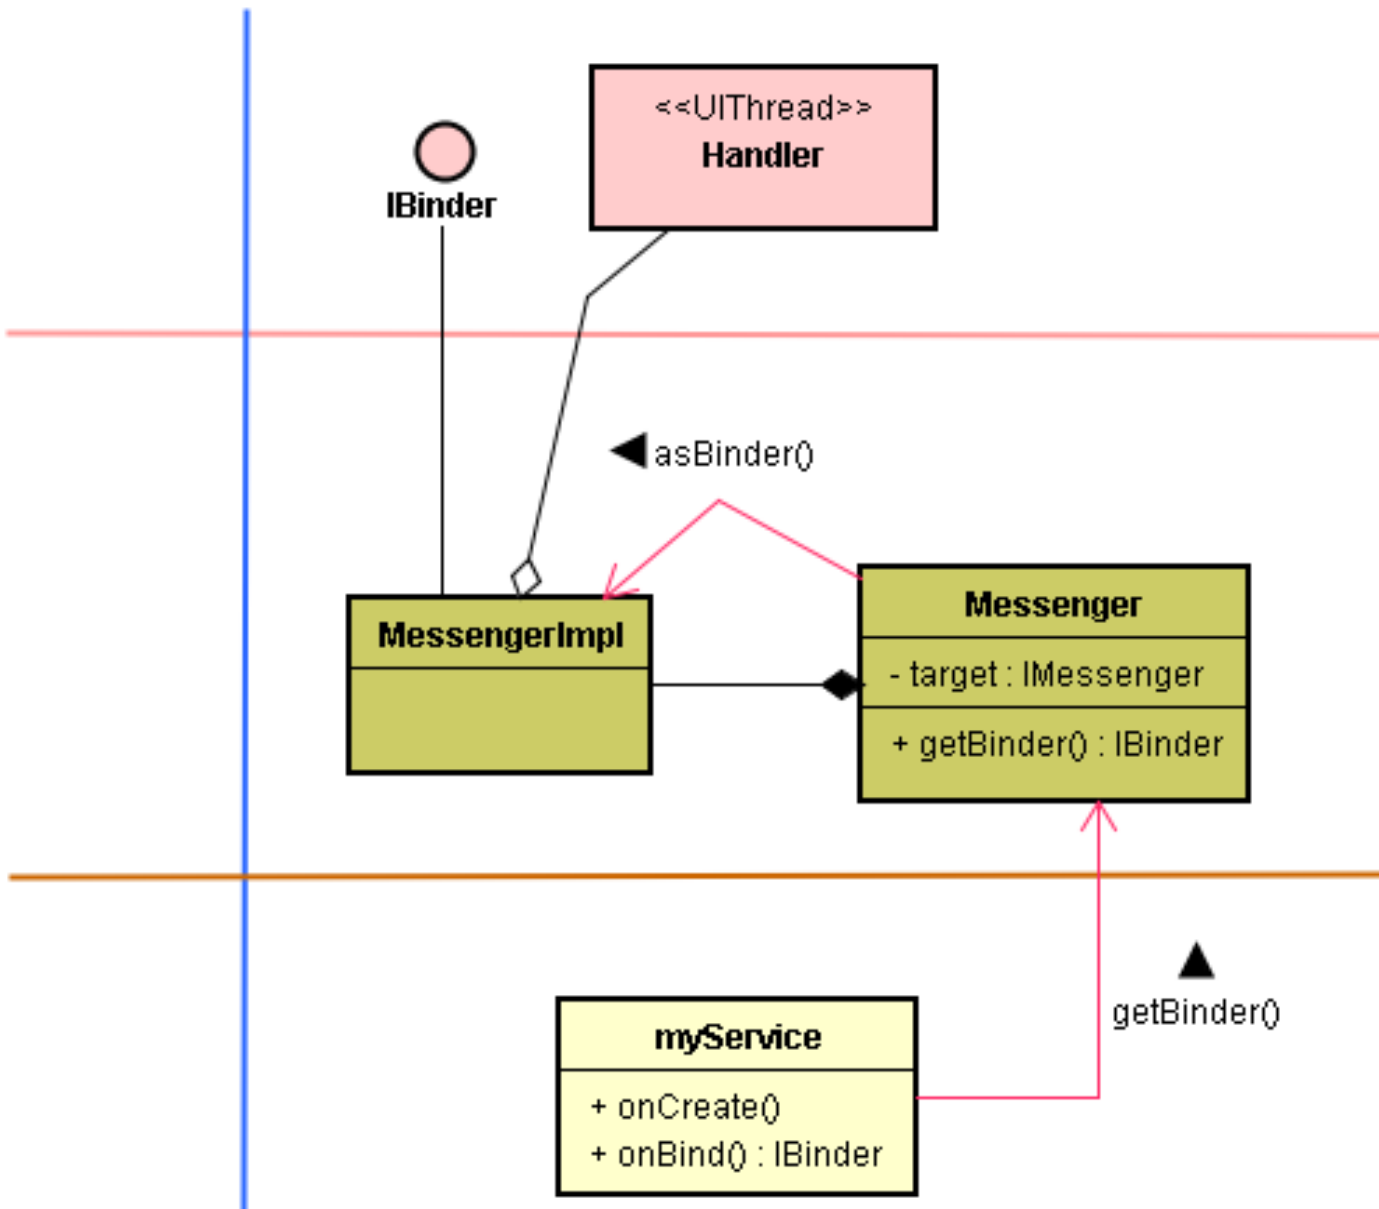 <<UIThread>>
Handler
IBinder
asBinder()
MessengerImpl
Messenger
- target : IMessenger
+ getBinder() : IBinder
getBinder()
myService
+ onCreate()
+ onBind() : IBinder